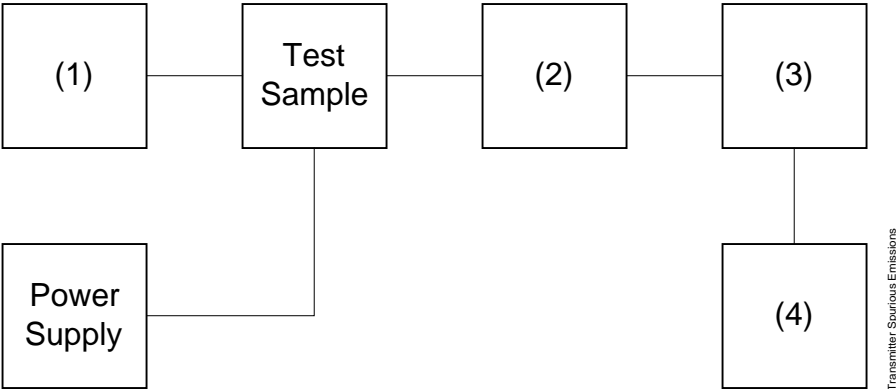 (1)
Test
Sample
(2)
(3)
Power
Supply
(4)
Transmitter Spurious Emissions